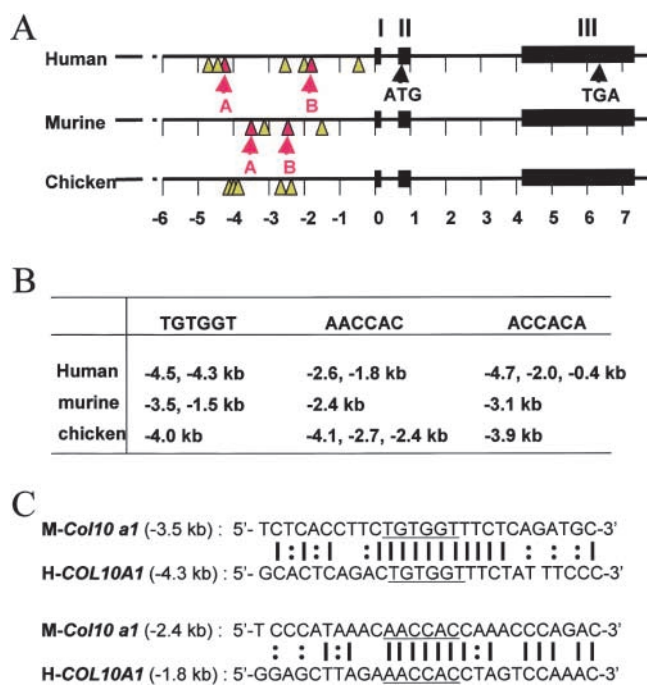 A
I II III
Human
A B ATG TGA
Murine
A B
Chicken
-6 -5 -4 -3 -2 -1 0 1 2 3 4 5 6 7
B
TGTGGT AACCAC ACCACA
Human -4.5, -4.3 kb -2.6, -1.8 kb -4.7, -2.0, -0.4 kb
murine -3.5, -1.5 kb -2.4 kb -3.1 kb
chicken -4.0 kb -4.1, -2.7, -2.4 kb -3.9 kb
C
M-Col10 a1 (-3.5 kb) : 5'- TCTCACCTTCTGTGGTTTCTCAGATGC-3'
H-COL10A1 (-4.3 kb) : 5'- GCACTCAGACTGTGGTTTCTAT TTCCC-3'
M-Col10 a1 (-2.4 kb) : 5'-T CCCATAAACAACCACCAAACCCAGAC-3'
H-COL10A1 (-1.8 kb) : 5'- GGAGCTTAGAAACCACCTAGTCCAAAC-3'